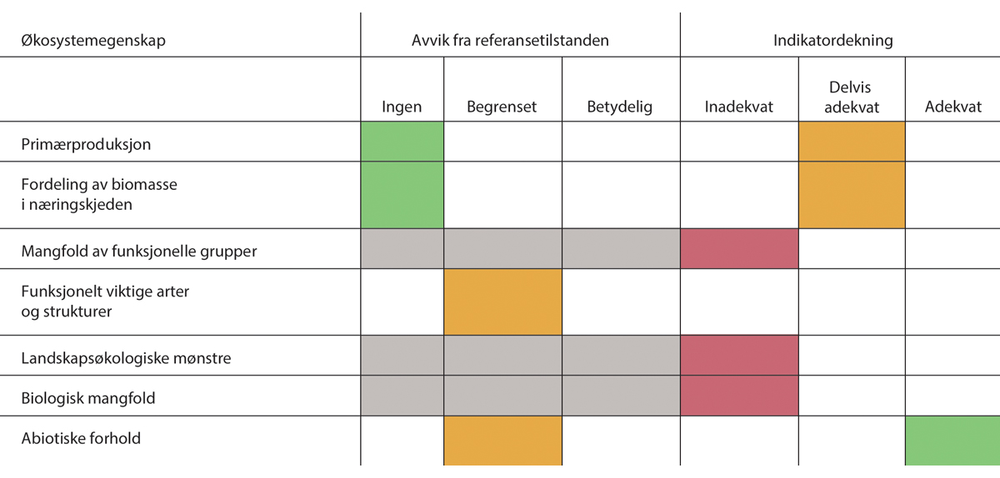 Økosystemegenskap
Avvik fra referansetilstanden
Indikatordekning
Ingen
Begrenset
Betydelig
Inadekvat
Delvis
adekvat
Adekvat
Primærproduksjon
Fordeling av biomasse
i næringskjeden
Mangfold av funksjonelle grupper
Funksjonelt viktige arter
og strukturer
Landskapsøkologiske mønstre
Biologisk mangfold
Abiotiske forhold